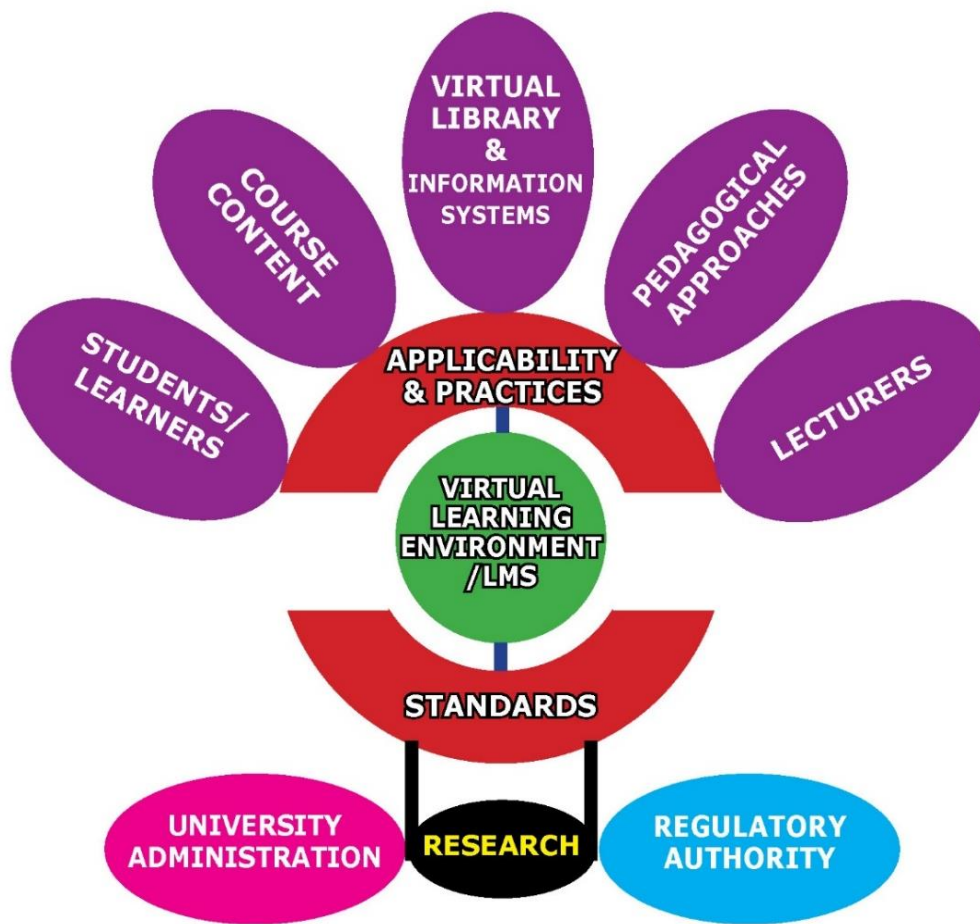 VIRTUAL
LIBRARY
&
INFORMATION
SYSTEMS
COURSE
CONTENT
PEDAGOGICAL
APPROACHES
STUDENTS/
LEARNERS
LECTURERS
APPLICABILITY
& PRACTICES
VIRTUAL
LEARNING
ENVIRONMENT
/LMS
STANDARDS
UNIVERSITY
ADMINISTRATION
RESEARCH
REGULATORY
AUTHORITY